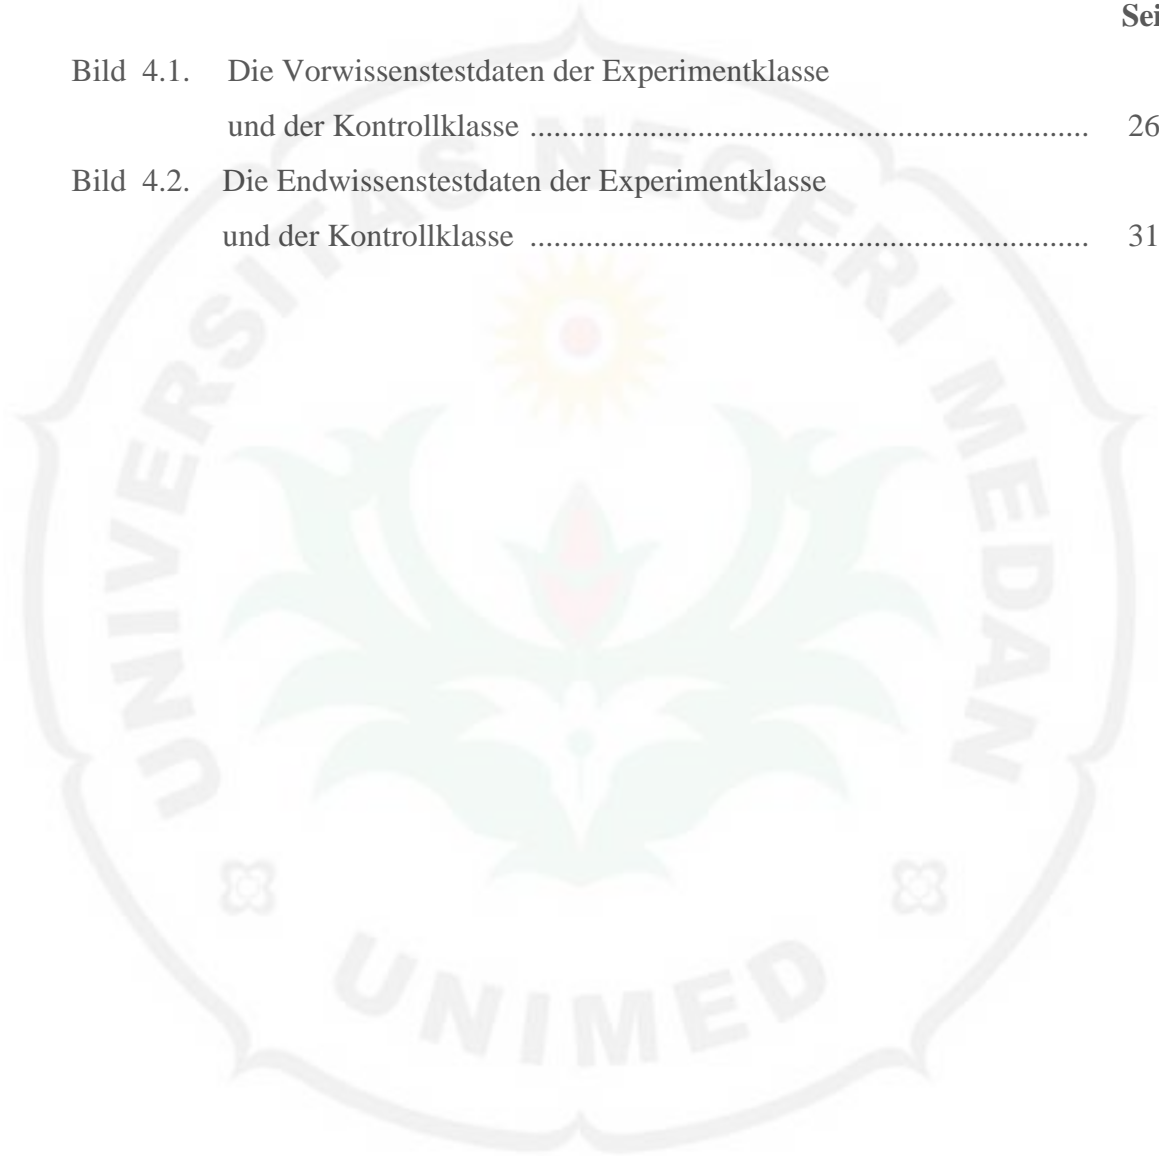 Sei
Bild 4.1. Die Vorwissenstestdaten der Experimentklasse
und der Kontrollklasse ..................................................................................... 26
Bild 4.2. Die Endwissenstestdaten der Experimentklasse
und der Kontrollklasse ..................................................................................... 31
UNIVERSITAS NEGERI MEDAN
UNIMED